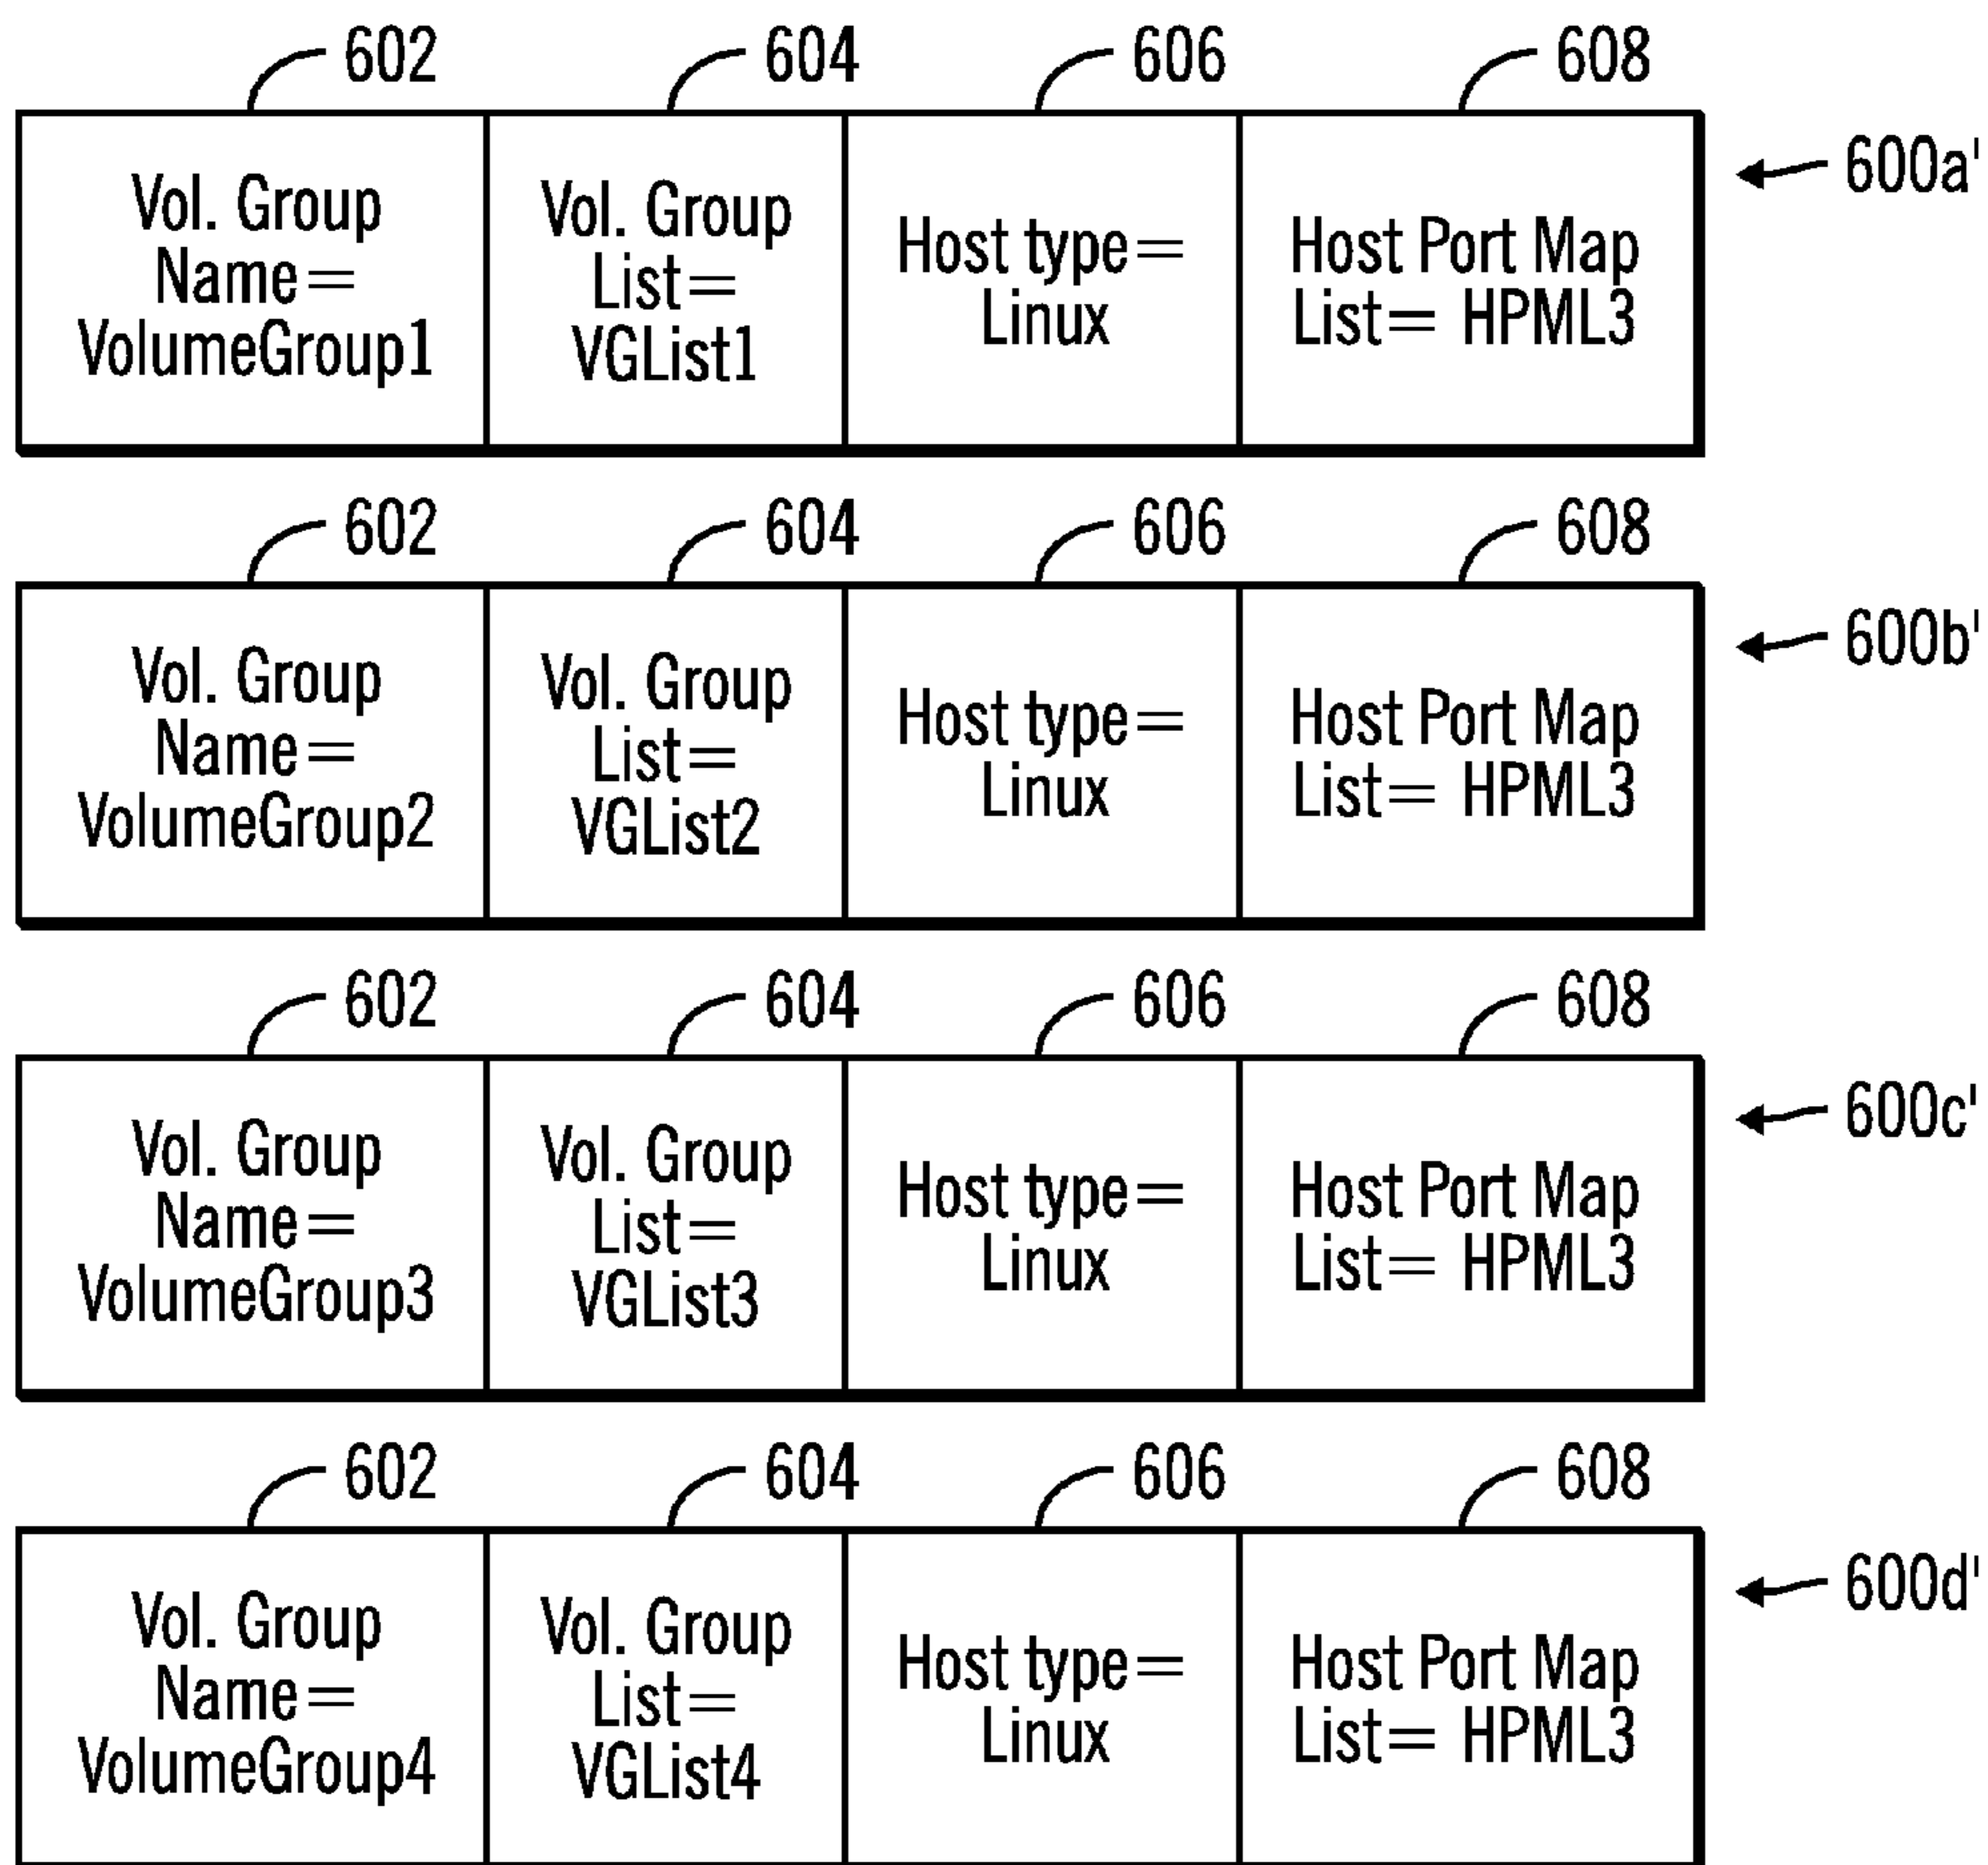 602 604 606 608
600a'
Vol. Group
Name=
VolumeGroup1
Vol. Group
List=
VGList1
Host type=
Linux
Host Port Map
List= HPML3
602 604 606 608
600b'
Vol. Group
Name=
VolumeGroup2
Vol. Group
List=
VGList2
Host type=
Linux
Host Port Map
List= HPML3
602 604 606 608
600c'
Vol. Group
Name=
VolumeGroup3
Vol. Group
List=
VGList3
Host type=
Linux
Host Port Map
List= HPML3
602 604 606 608
600d'
Vol. Group
Name=
VolumeGroup4
Vol. Group
List=
VGList4
Host type=
Linux
Host Port Map
List= HPML3